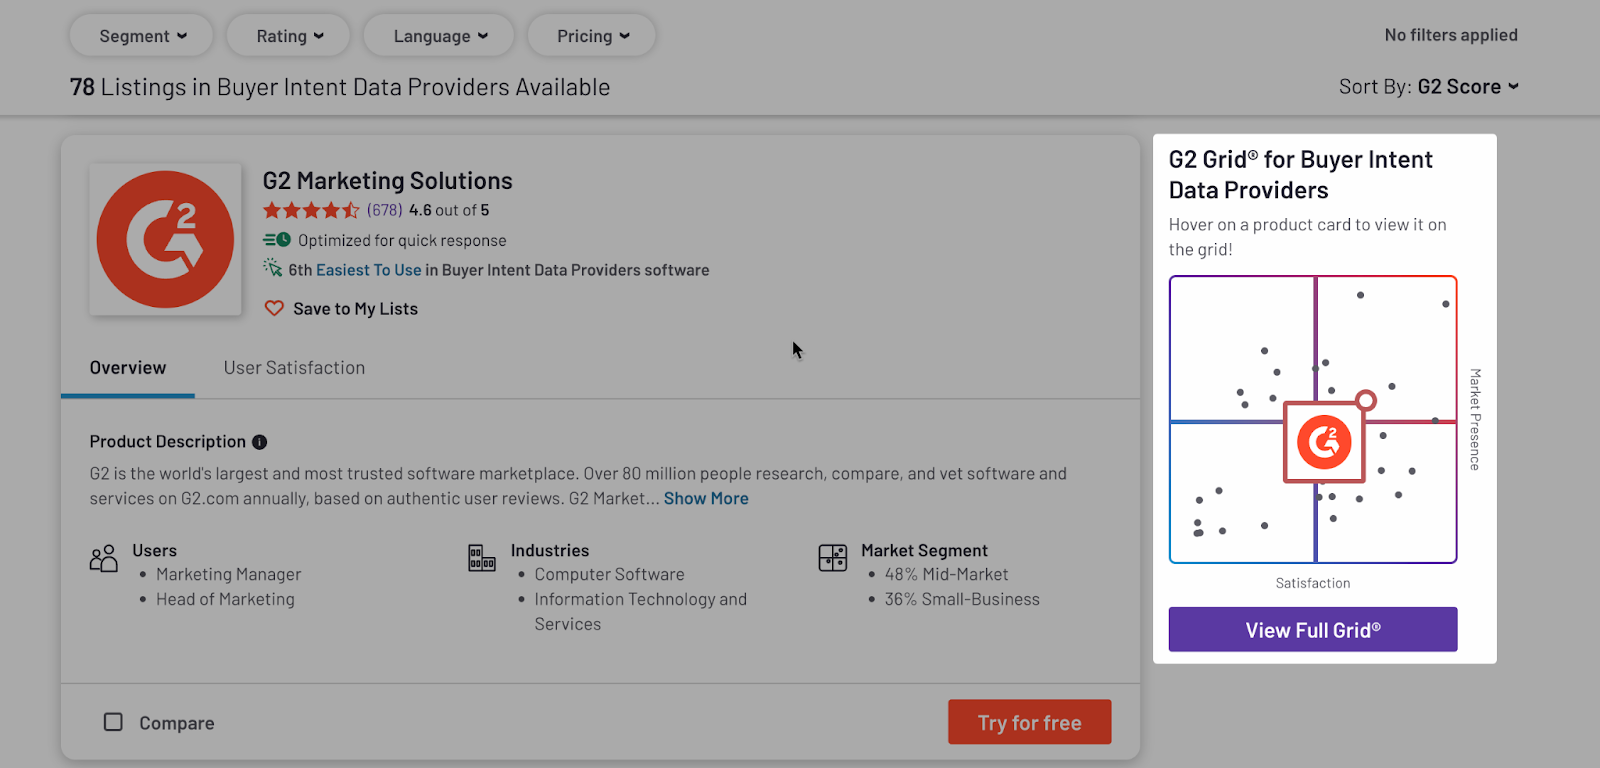 Segment
Rating
Language
Pricing
No filters applied
78 Listings in Buyer Intent Data Providers Available
Sort By: G2 Score
G2
G2 Marketing Solutions
(678) 4.6 out of 5
Optimized for quick response
6th Easiest To Use in Buyer Intent Data Providers software
Save to My Lists
Overview
User Satisfaction
Product Description
G2 is the world's largest and most trusted software marketplace. Over 80 million people research, compare, and vet software and
services on G2.com annually, based on authentic user reviews. G2 Market... Show More
Users
• Marketing Manager
• Head of Marketing
Industries
• Computer Software
• Information Technology and
Services
Market Segment
• 48% Mid-Market
• 36% Small-Business
Compare
Try for free
G2 Grid® for Buyer Intent
Data Providers
Hover on a product card to view it on
the grid!
G2
Market Presence
Satisfaction
View Full Grid®